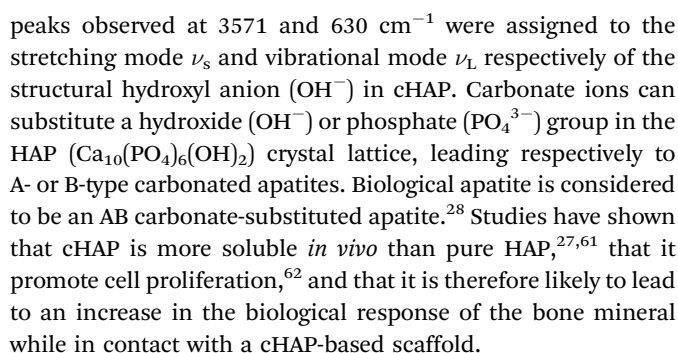 peaks observed at 3571 and 630 cm⁻¹ were assigned to the
stretching mode νₛ and vibrational mode ν_L respectively of the
structural hydroxyl anion (OH⁻) in cHAP. Carbonate ions can
substitute a hydroxide (OH⁻) or phosphate (PO₄³⁻) group in the
HAP (Ca₁₀(PO₄)₆(OH)₂) crystal lattice, leading respectively to
A- or B-type carbonated apatites. Biological apatite is considered
to be an AB carbonate-substituted apatite.²⁸ Studies have shown
that cHAP is more soluble in vivo than pure HAP,²⁷,⁶¹ that it
promote cell proliferation,⁶² and that it is therefore likely to lead
to an increase in the biological response of the bone mineral
while in contact with a cHAP-based scaffold.